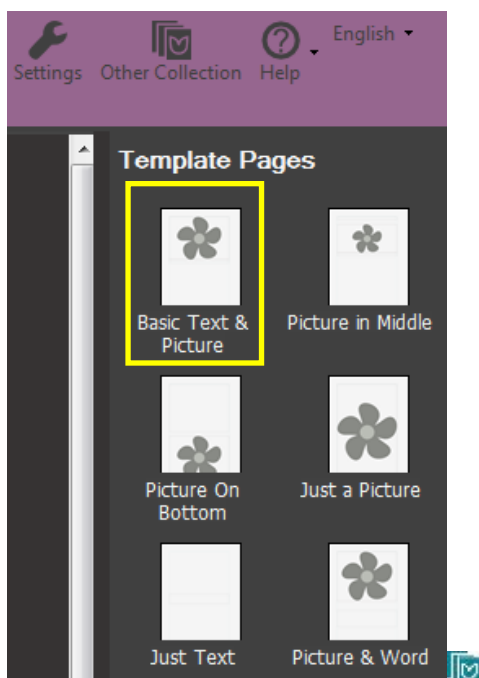 Settings Other Collection Help English
Template Pages
Basic Text & Picture in Middle
Picture
Picture On Just a Picture
Bottom
Just Text Picture & Word